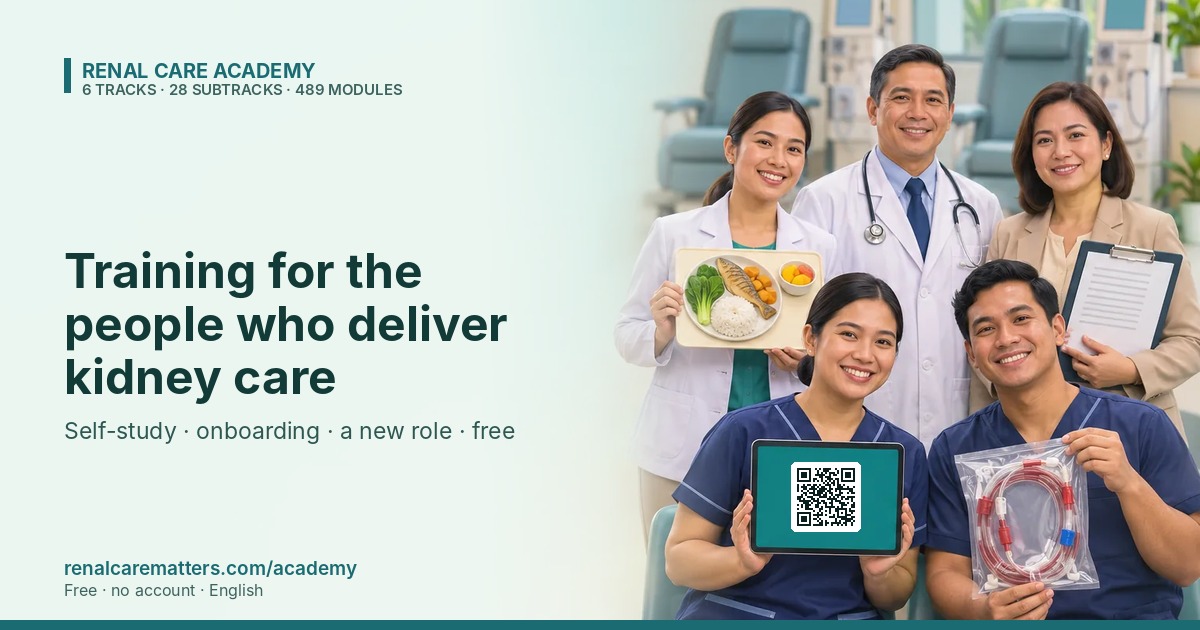 RENAL CARE ACADEMY
6 TRACKS · 28 SUBTRACKS · 489 MODULES
Training for the
people who deliver
kidney care
Self-study · onboarding · a new role · free
renalcarematters.com/academy
Free · no account · English